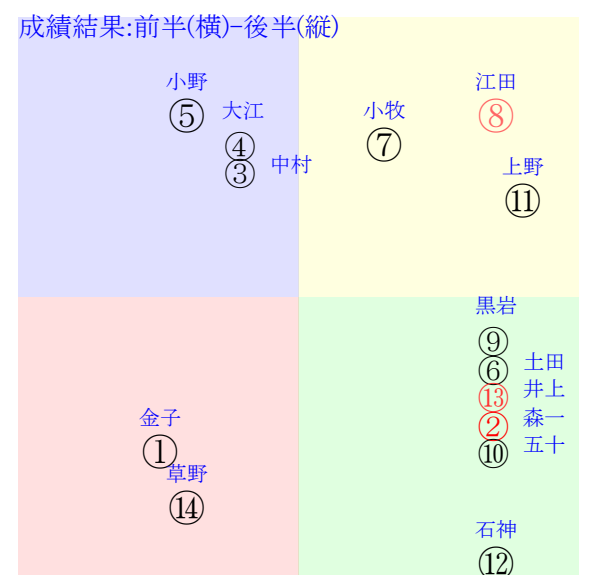 成績結果:前半(横)-後半(縦)
小野
⑤
大江
④
③
中村
小牧
⑦
江田
⑧
上野
⑪
黒岩
⑨
土田
⑥
井上
⑬
森一
②
五十
⑩
金子
①
草野
⑭
石神
⑫